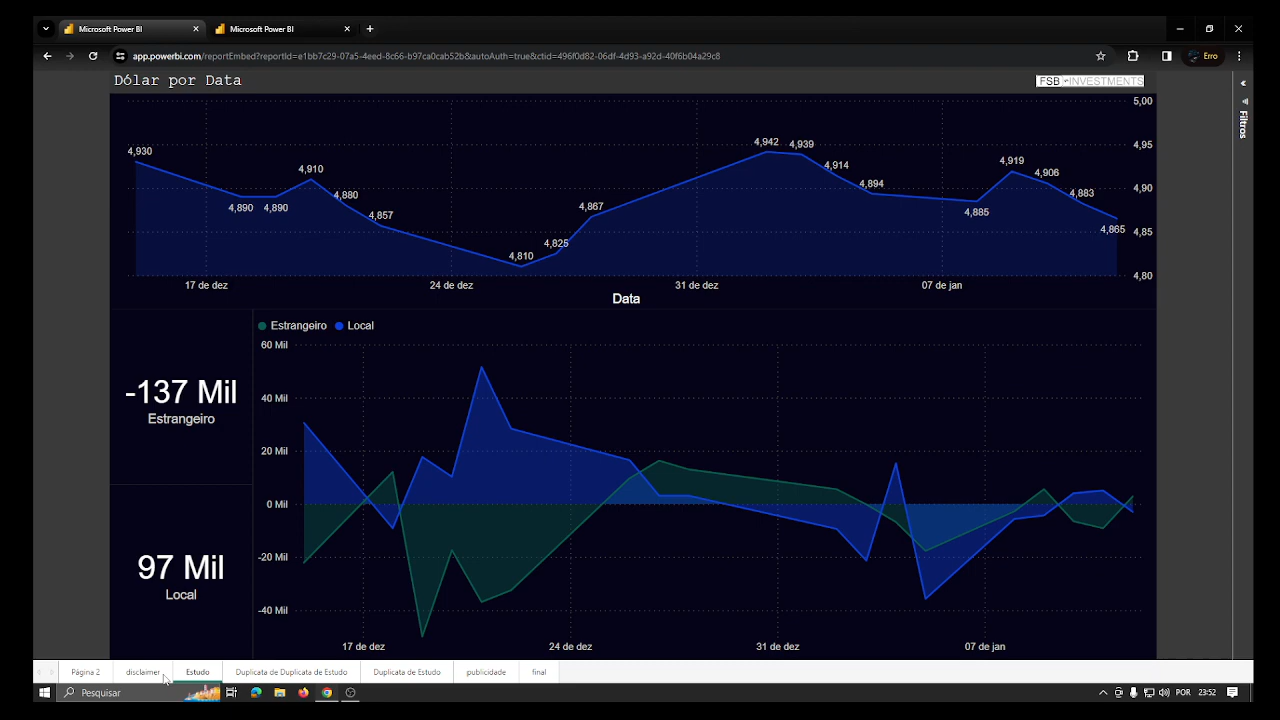 Microsoft Power BI
Microsoft Power BI
app.powerbi.com/reportEmbed?reportId=e1bb7c29-07a5-4eed-8c66-b97ca0cab52b&autoAuth=true&ctid=496f0d82-06df-4d93-a92d-40f6b04a29c8
Erro
Dólar por Data
FSB INVESTMENTS
Filtros
5,00
4,95
4,90
4,85
4,80
4,930
4,890
4,890
4,910
4,880
4,857
4,810
4,825
4,867
4,942
4,939
4,914
4,894
4,885
4,919
4,906
4,883
4,865
17 de dez
24 de dez
31 de dez
07 de jan
Data
-137 Mil
Estrangeiro
97 Mil
Local
Estrangeiro
Local
60 Mil
40 Mil
20 Mil
0 Mil
-20 Mil
-40 Mil
17 de dez
24 de dez
31 de dez
07 de jan
Página 2
disclaimer
Estudo
Duplicata de Duplicata de Estudo
Duplicata de Estudo
publicidade
final
Pesquisar
POR
23:52